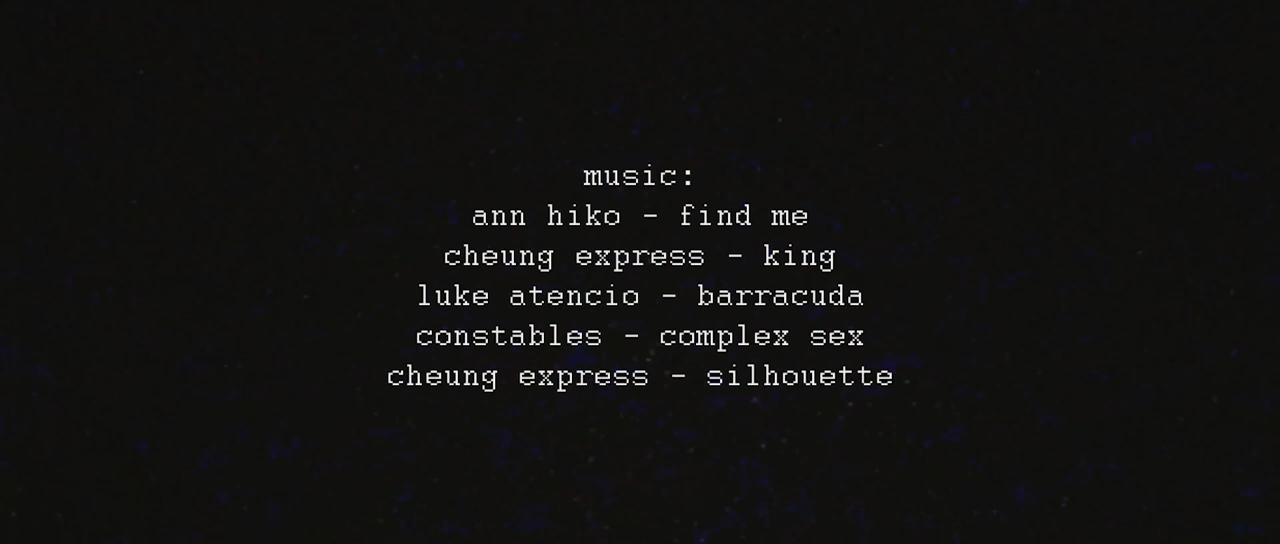 music:
ann hiko - find me
cheung express - king
luke atencio - barracuda
constables - complex sex
cheung express - silhouette